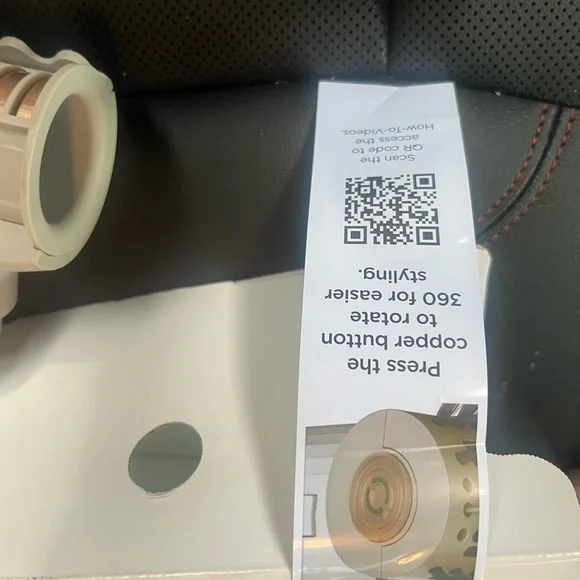 Press the
copper button
to rotate
360 for easier
styling.
Scan the
QR code to
access the
How-To-Videos.